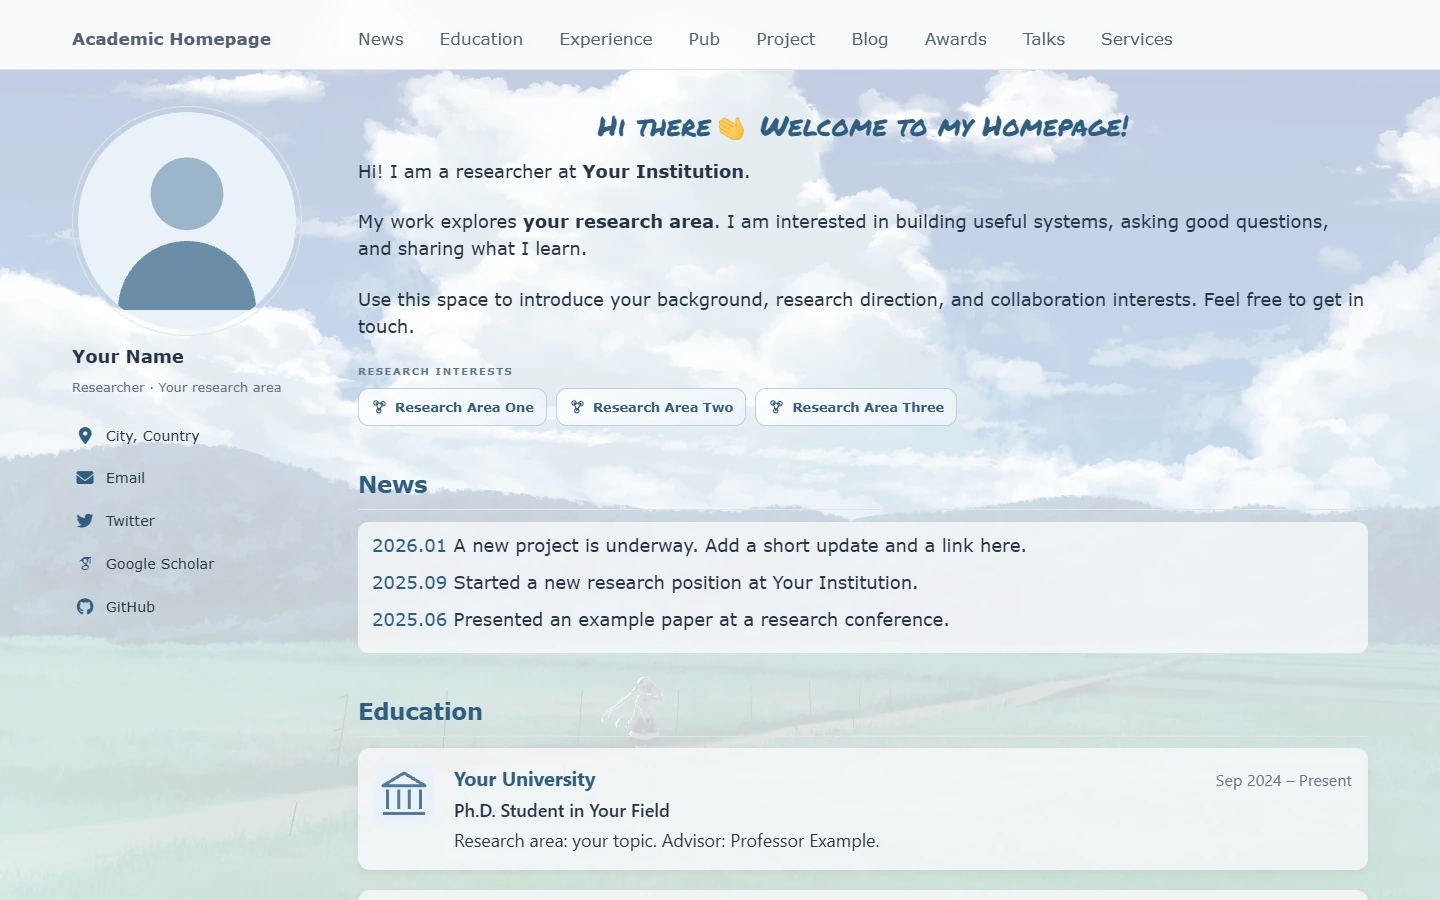 Academic Homepage
News Education Experience Pub Project Blog Awards Talks Services
Hi there 👋 Welcome to my Homepage!
Hi! I am a researcher at Your Institution.
My work explores your research area. I am interested in building useful systems, asking good questions,
and sharing what I learn.
Use this space to introduce your background, research direction, and collaboration interests. Feel free to get in
touch.
RESEARCH INTERESTS
Research Area One Research Area Two Research Area Three
Your Name
Researcher · Your research area
City, Country
Email
Twitter
Google Scholar
GitHub
News
2026.01 A new project is underway. Add a short update and a link here.
2025.09 Started a new research position at Your Institution.
2025.06 Presented an example paper at a research conference.
Education
Your University Sep 2024 – Present
Ph.D. Student in Your Field
Research area: your topic. Advisor: Professor Example.